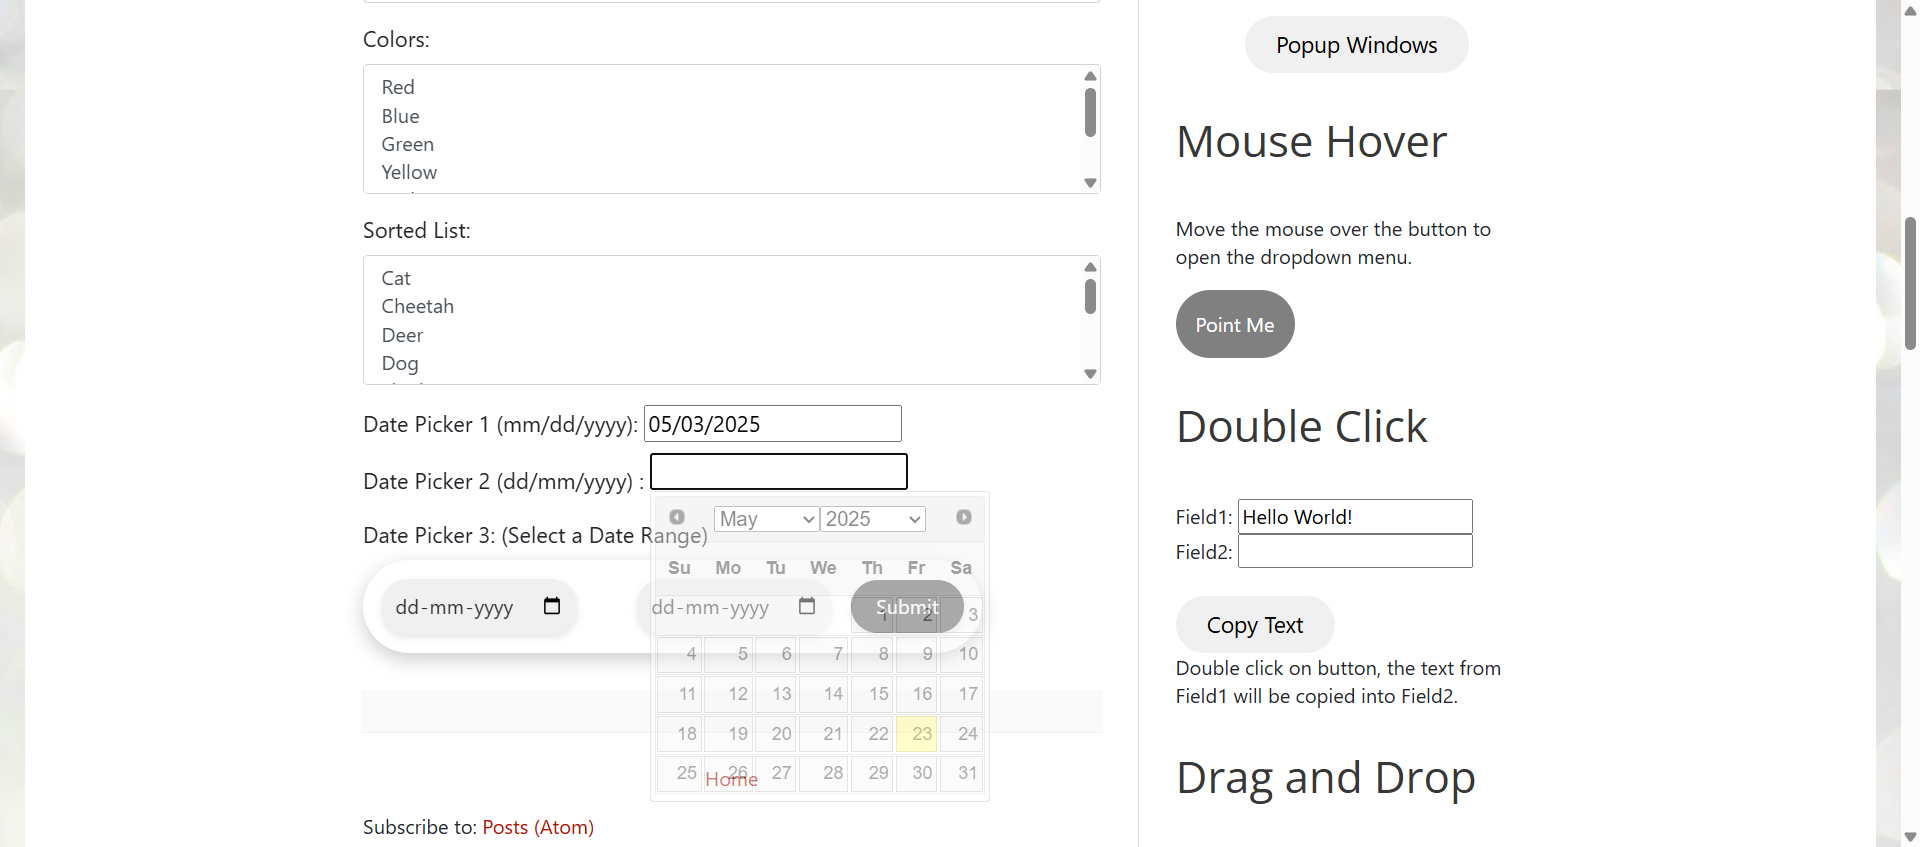 Colors:
Red
Blue
Green
Yellow
Sorted List:
Cat
Cheetah
Deer
Dog
Date Picker 1 (mm/dd/yyyy): 05/03/2025
Date Picker 2 (dd/mm/yyyy) :
Date Picker 3: (Select a Date Range)
May 2025
Su Mo Tu We Th Fr Sa
dd-mm-yyyy dd-mm-yyyy Submit
1 2 3
4 5 6 7 8 9 10
11 12 13 14 15 16 17
18 19 20 21 22 23 24
25 26 27 28 29 30 31
Home
Subscribe to: Posts (Atom)
Popup Windows
Mouse Hover
Move the mouse over the button to
open the dropdown menu.
Point Me
Double Click
Field1: Hello World!
Field2:
Copy Text
Double click on button, the text from
Field1 will be copied into Field2.
Drag and Drop